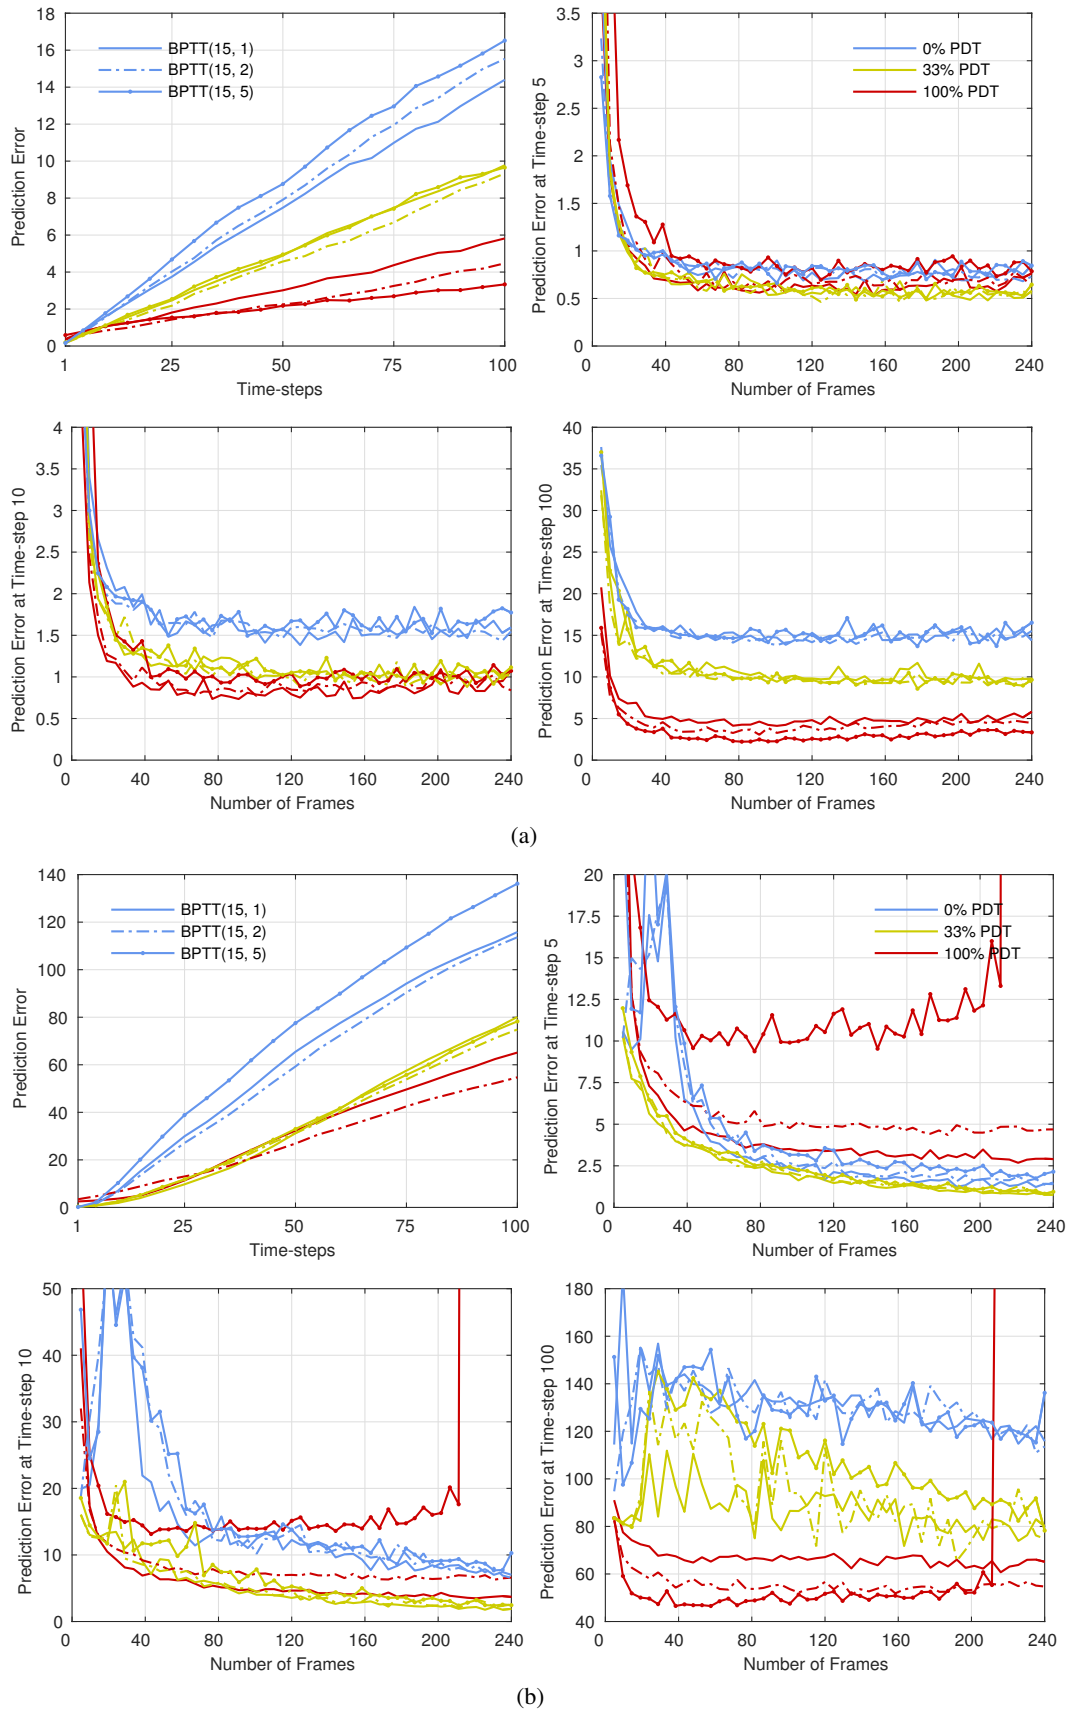 18
16
14
12
10
8
6
4
2
0
Prediction Error
BPTT(15, 1)
BPTT(15, 2)
BPTT(15, 5)
1 25 50 75 100
Time-steps
3.5
3
2.5
2
1.5
1
0.5
0
Prediction Error at Time-step 5
0% PDT
33% PDT
100% PDT
0 40 80 120 160 200 240
Number of Frames
4
3.5
3
2.5
2
1.5
1
0.5
0
Prediction Error at Time-step 10
0 40 80 120 160 200 240
Number of Frames
40
35
30
25
20
15
10
5
0
Prediction Error at Time-step 100
0 40 80 120 160 200 240
Number of Frames
(a)
140
120
100
80
60
40
20
0
Prediction Error
BPTT(15, 1)
BPTT(15, 2)
BPTT(15, 5)
1 25 50 75 100
Time-steps
20
17.5
15
12.5
10
7.5
5
2.5
0
Prediction Error at Time-step 5
0% PDT
33% PDT
100% PDT
0 40 80 120 160 200 240
Number of Frames
50
40
30
20
10
0
Prediction Error at Time-step 10
0 40 80 120 160 200 240
Number of Frames
180
160
140
120
100
80
60
40
Prediction Error at Time-step 100
0 40 80 120 160 200 240
Number of Frames
(b)